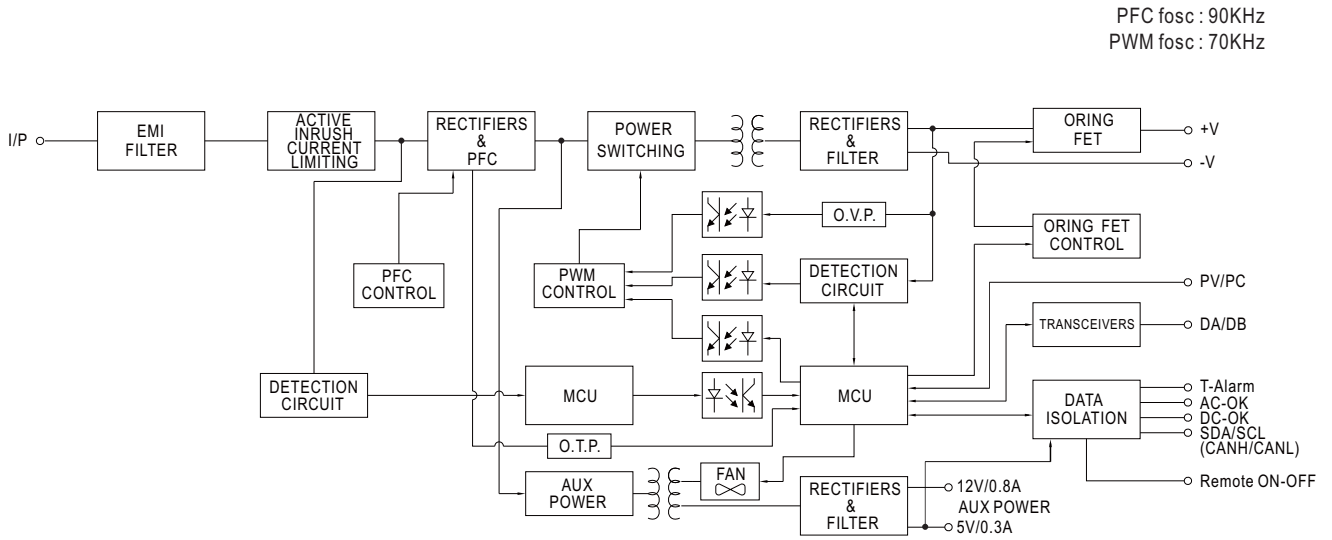 PFC fosc : 90KHz
PWM fosc : 70KHz
I/P
EMI
FILTER
ACTIVE
INRUSH
CURRENT
LIMITING
RECTIFIERS
&
PFC
POWER
SWITCHING
RECTIFIERS
&
FILTER
ORING
FET
+V
-V
O.V.P.
ORING FET
CONTROL
PFC
CONTROL
PWM
CONTROL
DETECTION
CIRCUIT
PV/PC
TRANSCEIVERS
DA/DB
DETECTION
CIRCUIT
MCU
MCU
DATA
ISOLATION
T-Alarm
AC-OK
DC-OK
SDA/SCL
(CANH/CANL)
O.T.P.
Remote ON-OFF
AUX
POWER
FAN
RECTIFIERS
&
FILTER
12V/0.8A
AUX POWER
5V/0.3A